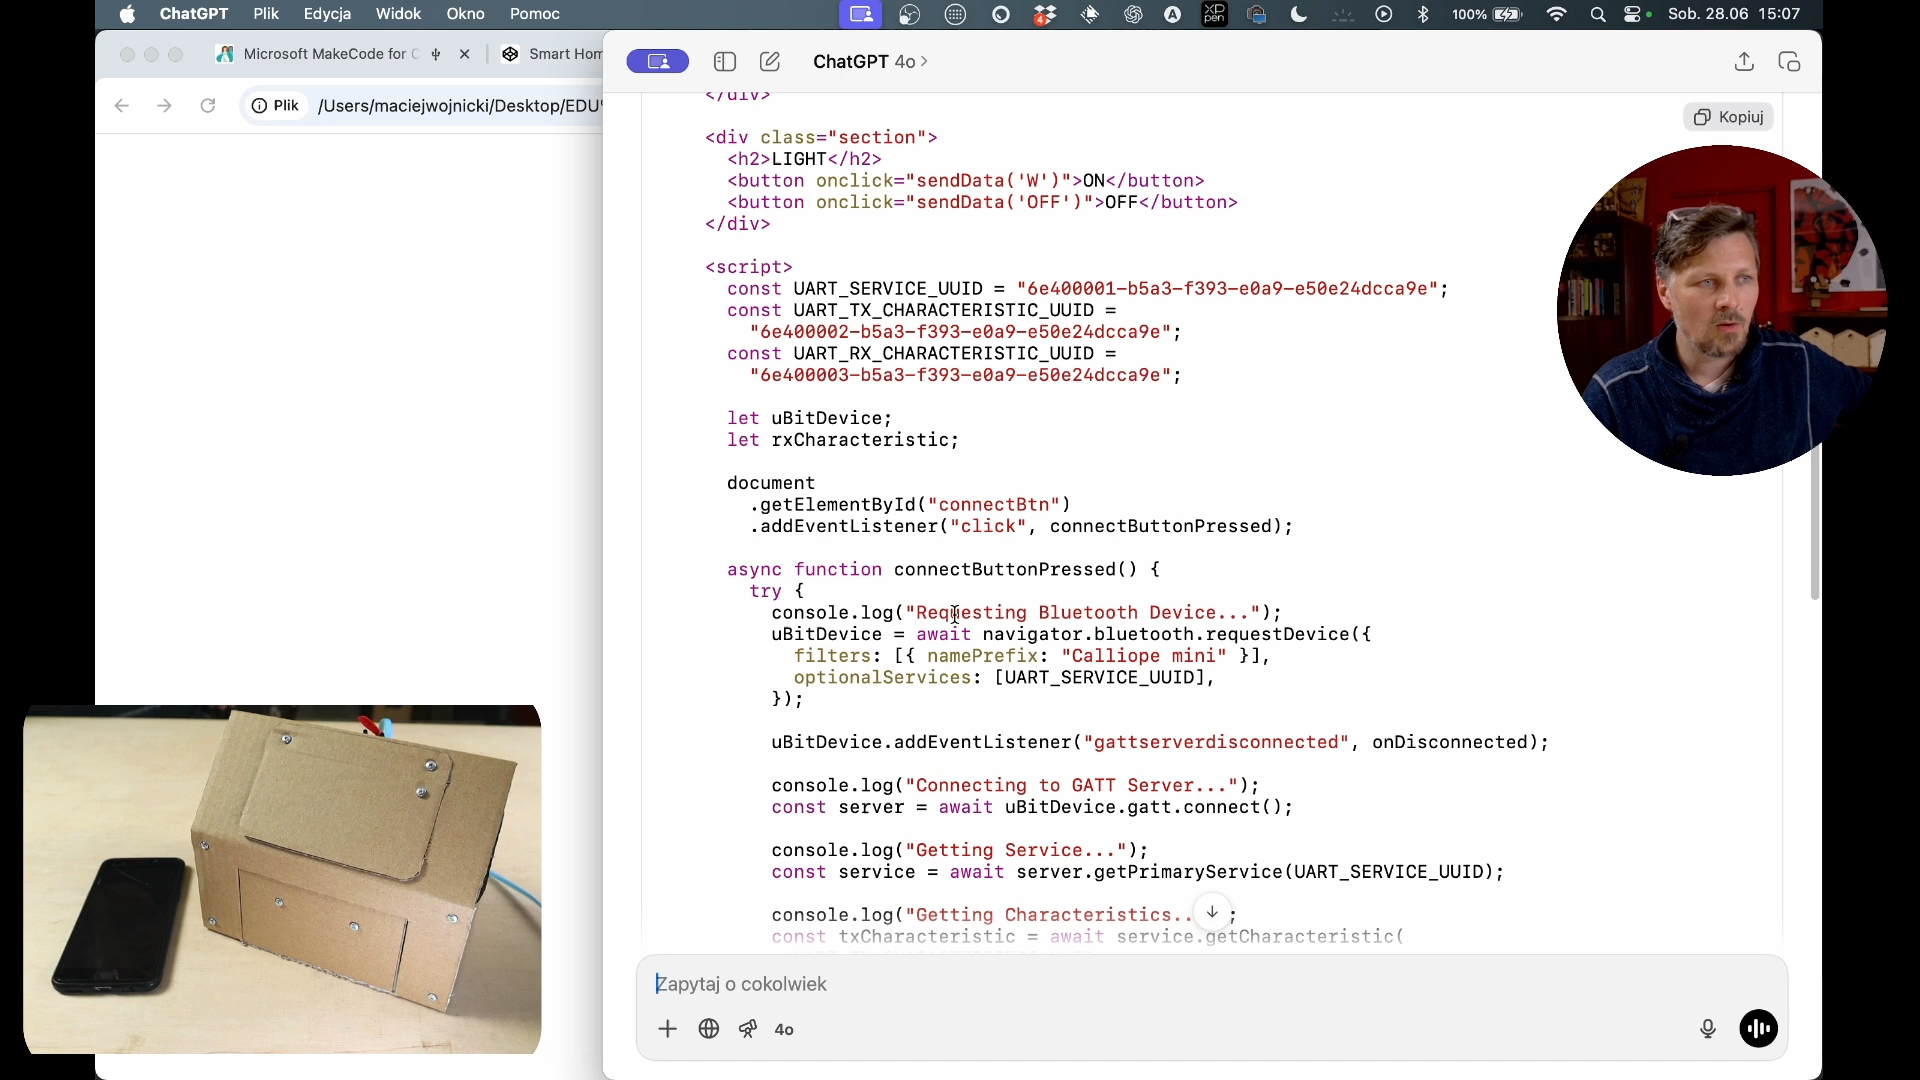 ChatGPT Plik Edycja Widok Okno Pomoc
4
XP pen
100%
Sob. 28.06 15:07
Microsoft MakeCode for C
Smart Hom
Plik
/Users/maciejwojnicki/Desktop/EDU
ChatGPT 4o >
</div>
Kopiuj
<div class="section">
<h2>LIGHT</h2>
<button onclick="sendData('W')">ON</button>
<button onclick="sendData('OFF')">OFF</button>
</div>
<script>
const UART_SERVICE_UUID = "6e400001-b5a3-f393-e0a9-e50e24dcca9e";
const UART_TX_CHARACTERISTIC_UUID =
"6e400002-b5a3-f393-e0a9-e50e24dcca9e";
const UART_RX_CHARACTERISTIC_UUID =
"6e400003-b5a3-f393-e0a9-e50e24dcca9e";
let uBitDevice;
let rxCharacteristic;
document
.getElementById("connectBtn")
.addEventListener("click", connectButtonPressed);
async function connectButtonPressed() {
try {
console.log("Requesting Bluetooth Device...");
uBitDevice = await navigator.bluetooth.requestDevice({
filters: [{ namePrefix: "Calliope mini" }],
optionalServices: [UART_SERVICE_UUID],
});
uBitDevice.addEventListener("gattserverdisconnected", onDisconnected);
console.log("Connecting to GATT Server...");
const server = await uBitDevice.gatt.connect();
console.log("Getting Service...");
const service = await server.getPrimaryService(UART_SERVICE_UUID);
console.log("Getting Characteristics.. ;
const txCharacteristic = await service.getCharacteristic(
Zapytaj o cokolwiek
4o